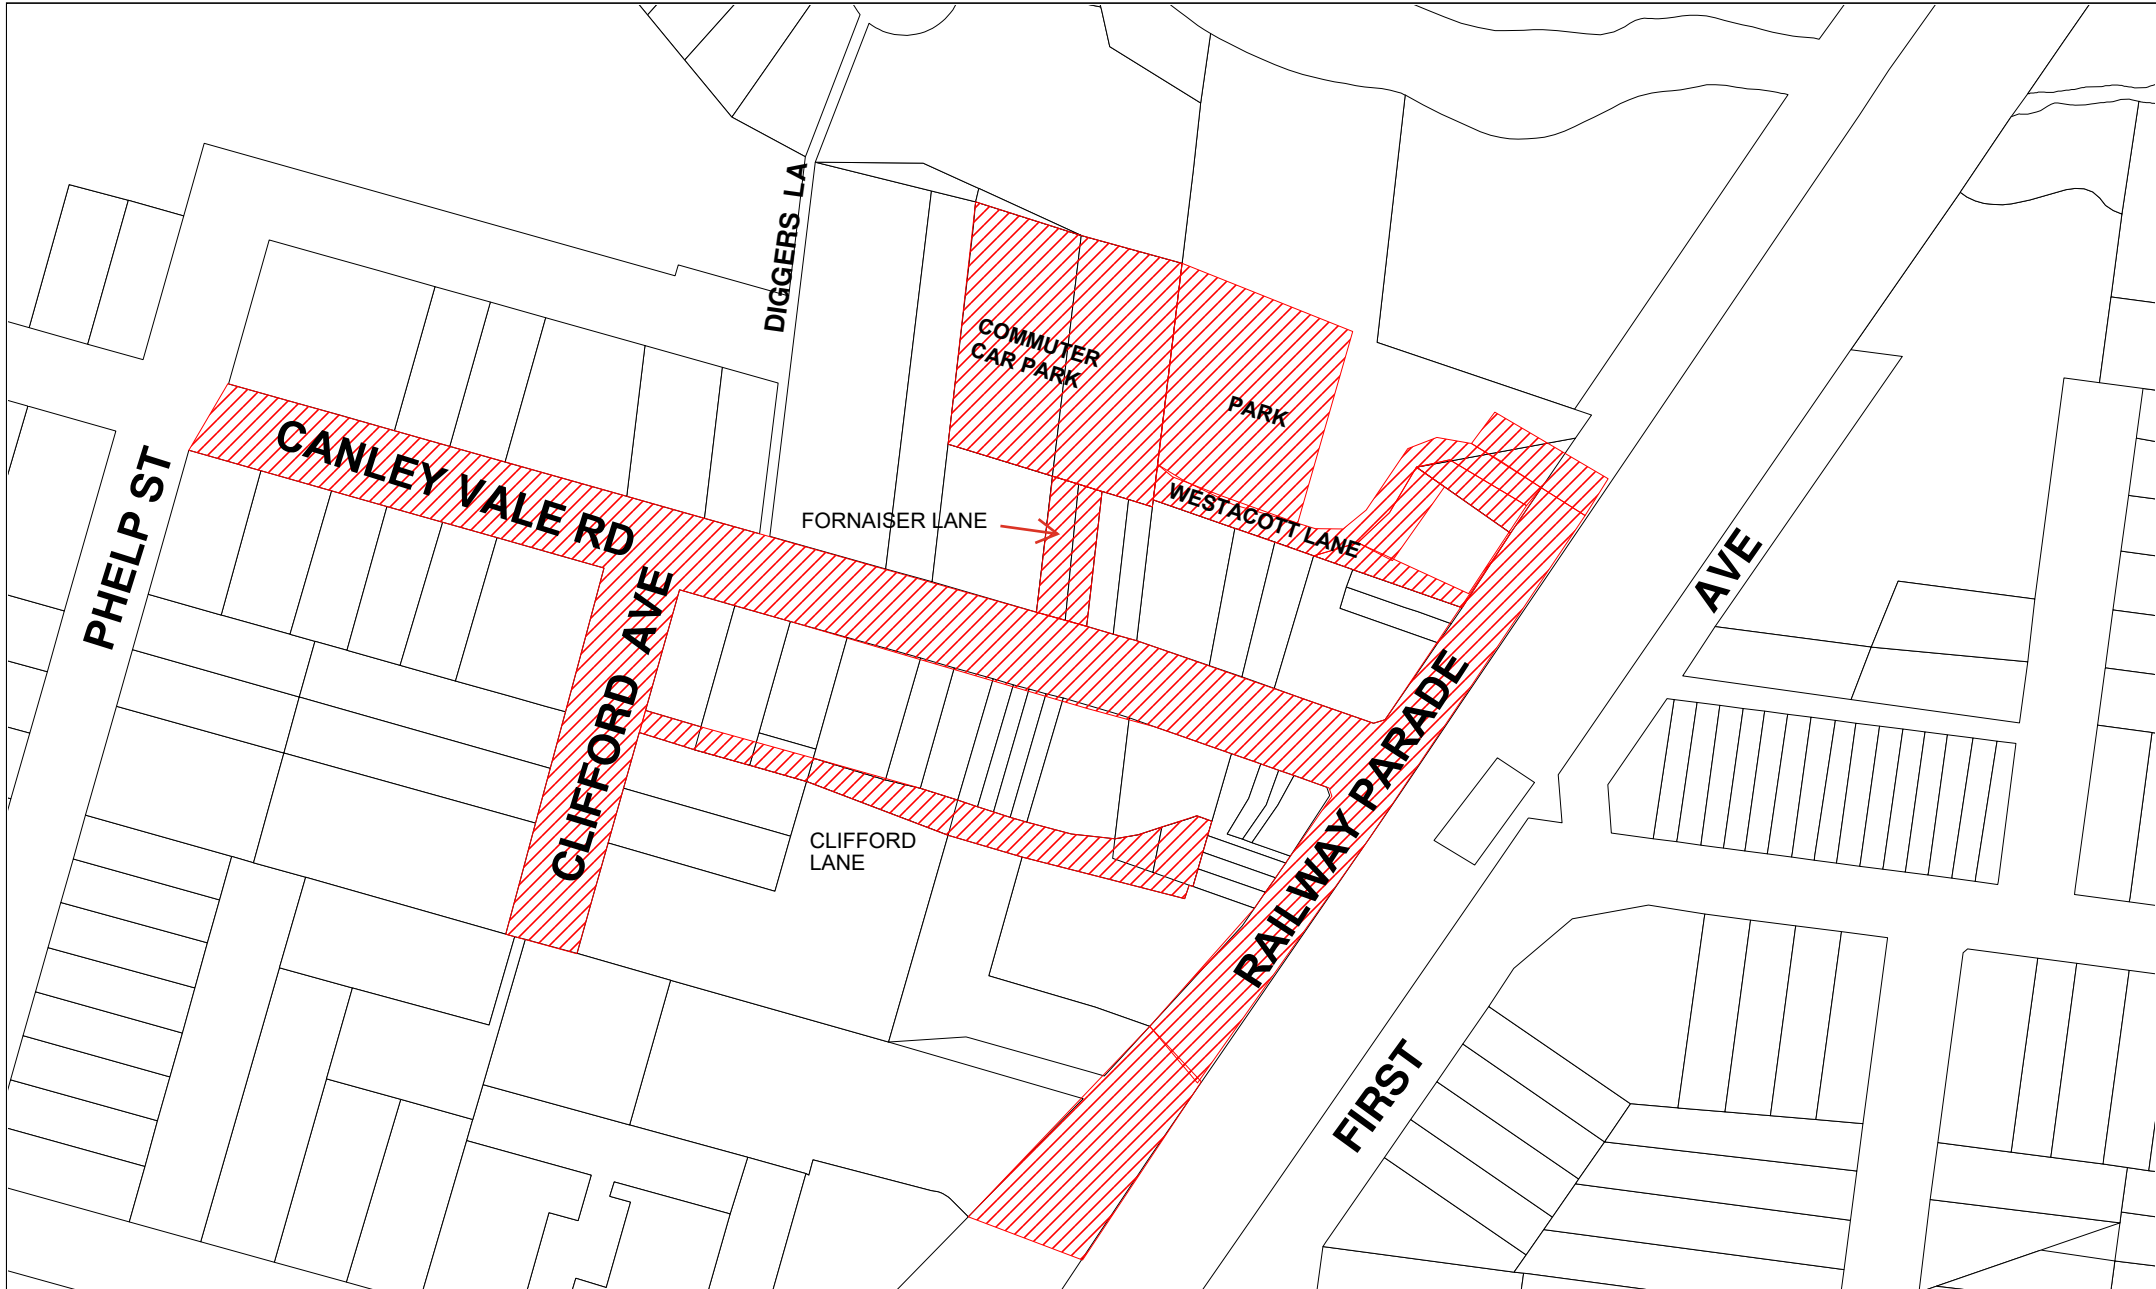 DIGGERS LA
COMMUTER
CAR PARK
PARK
CANLEY VALE RD
PHELP ST
FORNAISER LANE
WESTACOTT LANE
CLIFFORD AVE
CLIFFORD
LANE
RAILWAY PARADE
FIRST AVE